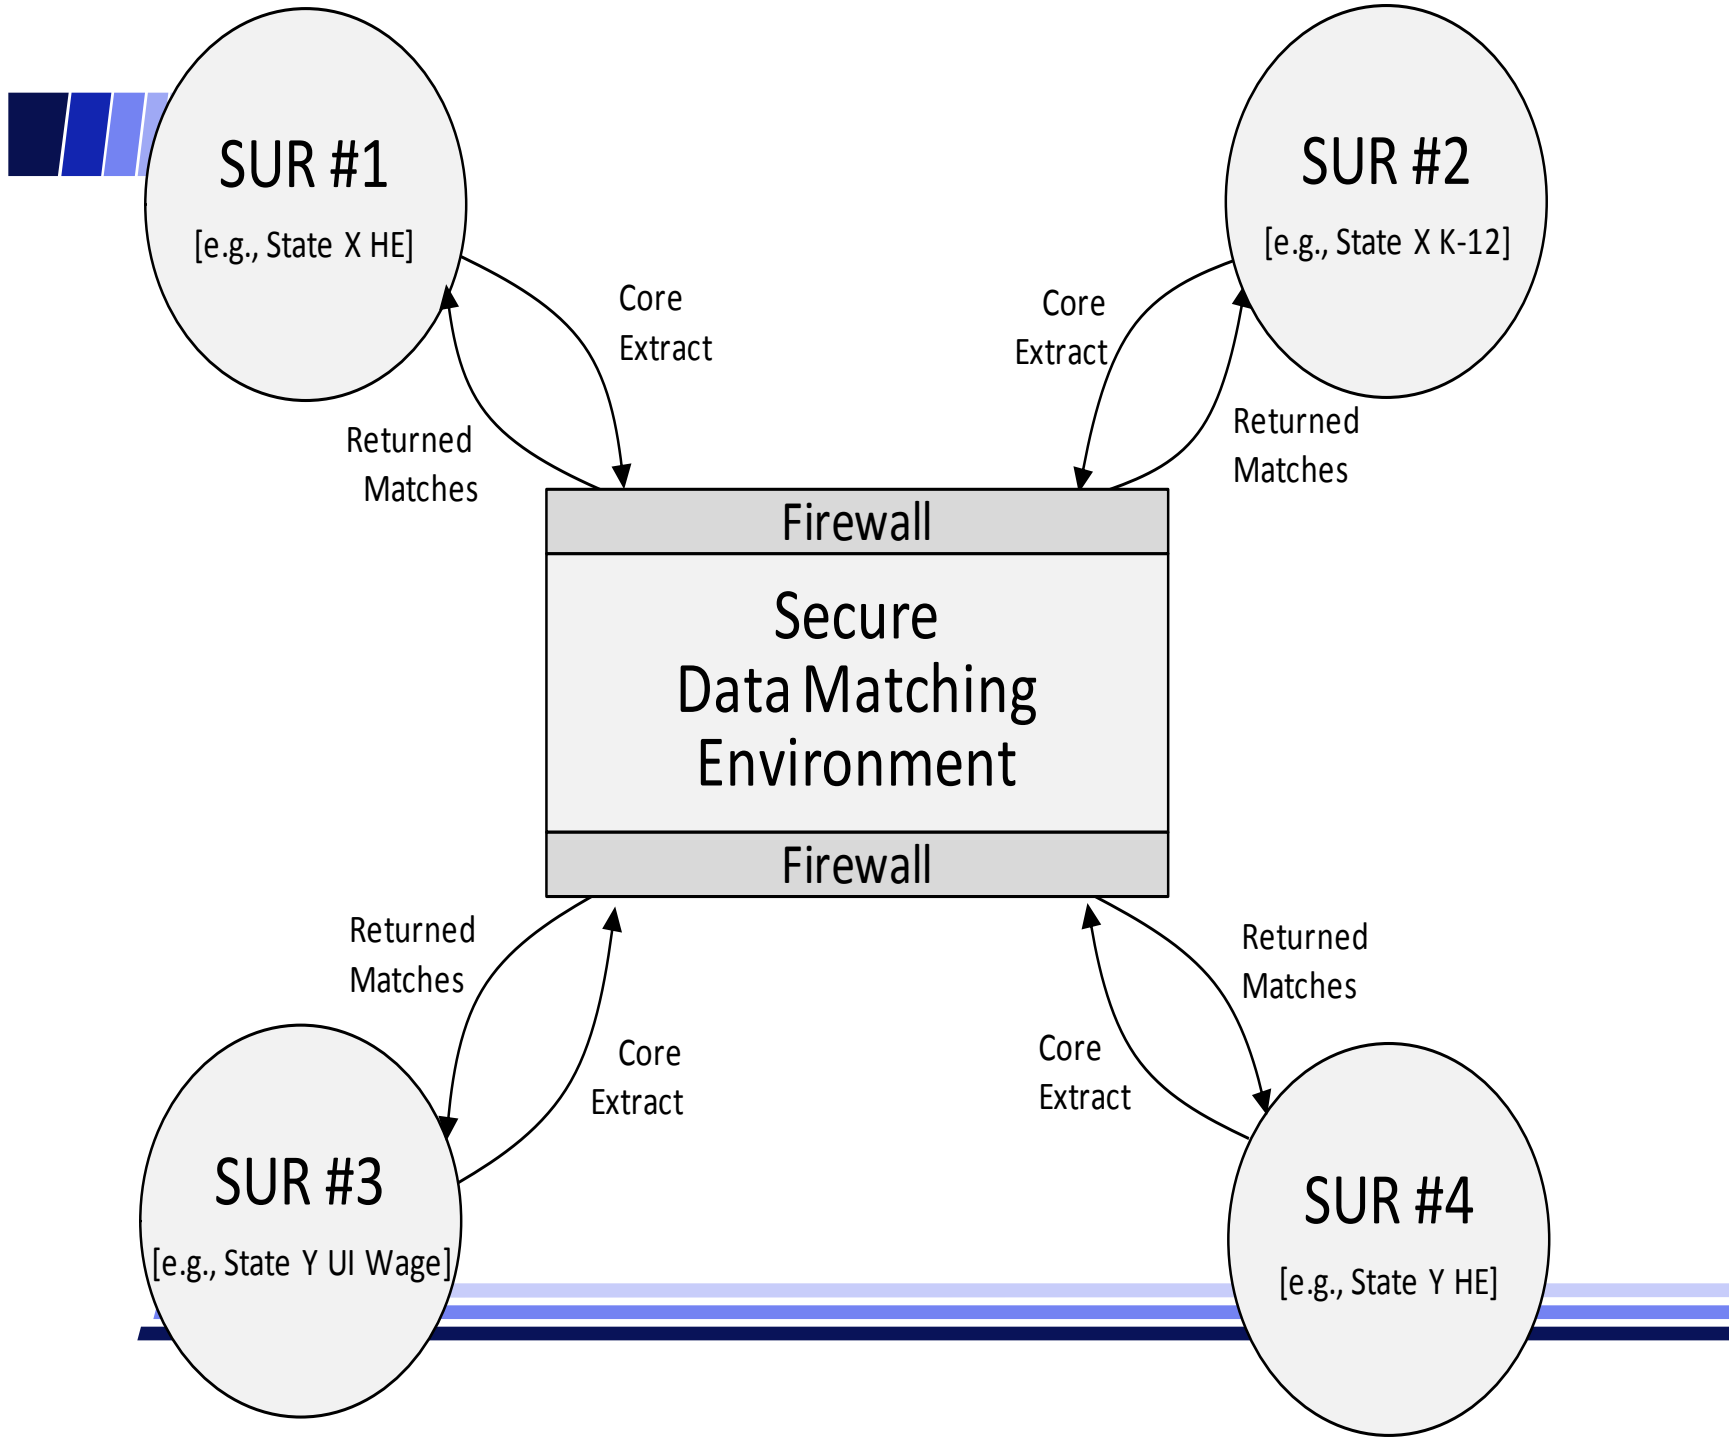 SUR #1
[e.g., State X HE]
SUR #2
[e.g., State X K-12]
Core
Extract
Core
Extract
Returned
Matches
Returned
Matches
Firewall
Secure
Data Matching
Environment
Firewall
Returned
Matches
Returned
Matches
Core
Extract
Core
Extract
SUR #3
[e.g., State Y UI Wage]
SUR #4
[e.g., State Y HE]